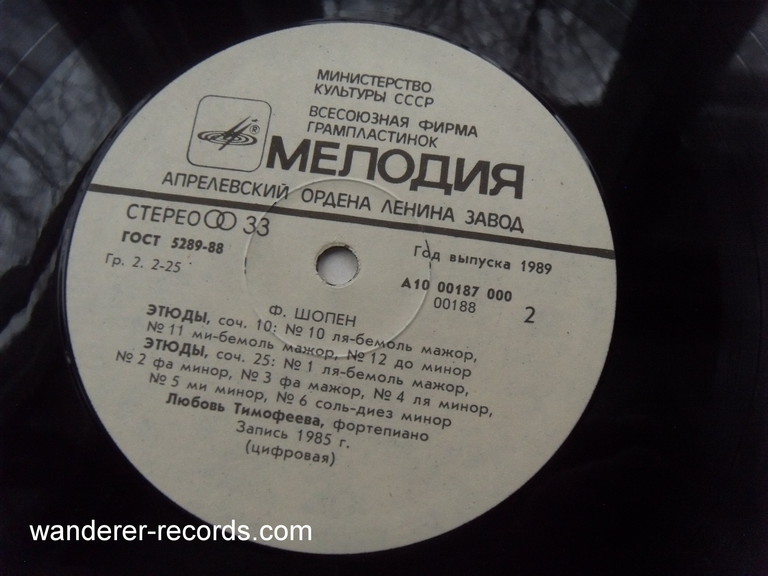 МИНИСТЕРСТВО
КУЛЬТУРЫ СССР
ВСЕСОЮЗНАЯ ФИРМА
ГРАМПЛАСТИНОК
®
МЕЛОДИЯ
АПРЕЛЕВСКИЙ ОРДЕНА ЛЕНИНА ЗАВОД
СТЕРЕО 33
ГОСТ 5289-88
Гр. 2. 2-25
Год выпуска 1989
А10 00187 000
00188
2
Ф. ШОПЕН
ЭТЮДЫ, соч. 10: № 10 ля-бемоль мажор,
№ 11 ми-бемоль мажор, № 12 до минор
ЭТЮДЫ, соч. 25: № 1 ля-бемоль мажор,
№ 2 фа минор, № 3 фа мажор, № 4 ля минор,
№ 5 ми минор, № 6 соль-диез минор
Любовь Тимофеева, фортепиано
Запись 1985 г.
(цифровая)
wanderer-records.com